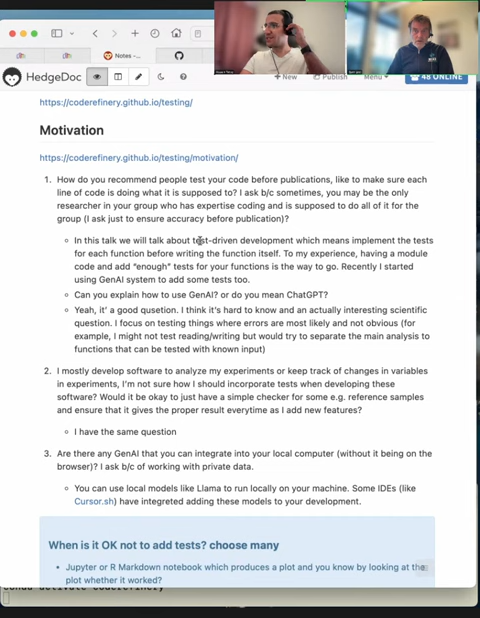 Notes -...
HedgeDoc
New
Publish
Menu
48 ONLINE
https://coderefinery.github.io/testing/
Motivation
https://coderefinery.github.io/testing/motivation/
1. How do you recommend people test your code before publications, like to make sure each
line of code is doing what it is supposed to? I ask b/c sometimes, you may be the only
researcher in your group who has expertise coding and is supposed to do all of it for the
group (I ask just to ensure accuracy before publication)?
In this talk we will talk about test-driven development which means implement the tests
for each function before writing the function itself. To my experience, having a module
code and add “enough” tests for your functions is the way to go. Recently I started
using GenAI system to add some tests too.
Can you explain how to use GenAI? or do you mean ChatGPT?
Yeah, it’ a good qusetion. I think it’s hard to know and an actually interesting scientific
question. I focus on testing things where errors are most likely and not obvious (for
example, I might not test reading/writing but would try to separate the main analysis to
functions that can be tested with known input)
2. I mostly develop software to analyze my experiments or keep track of changes in variables
in experiments, I’m not sure how I should incorporate tests when developing these
software? Would it be okay to just have a simple checker for some e.g. reference samples
and ensure that it gives the proper result everytime as I add new features?
I have the same question
3. Are there any GenAI that you can integrate into your local computer (without it being on the
browser)? I ask b/c of working with private data.
You can use local models like Llama to run locally on your machine. Some IDEs (like
Cursor.sh) have integrated adding these models to your development.
When is it OK not to add tests? choose many
Jupyter or R Markdown notebook which produces a plot and you know by looking at the
plot whether it worked?
conda activate coderefinery